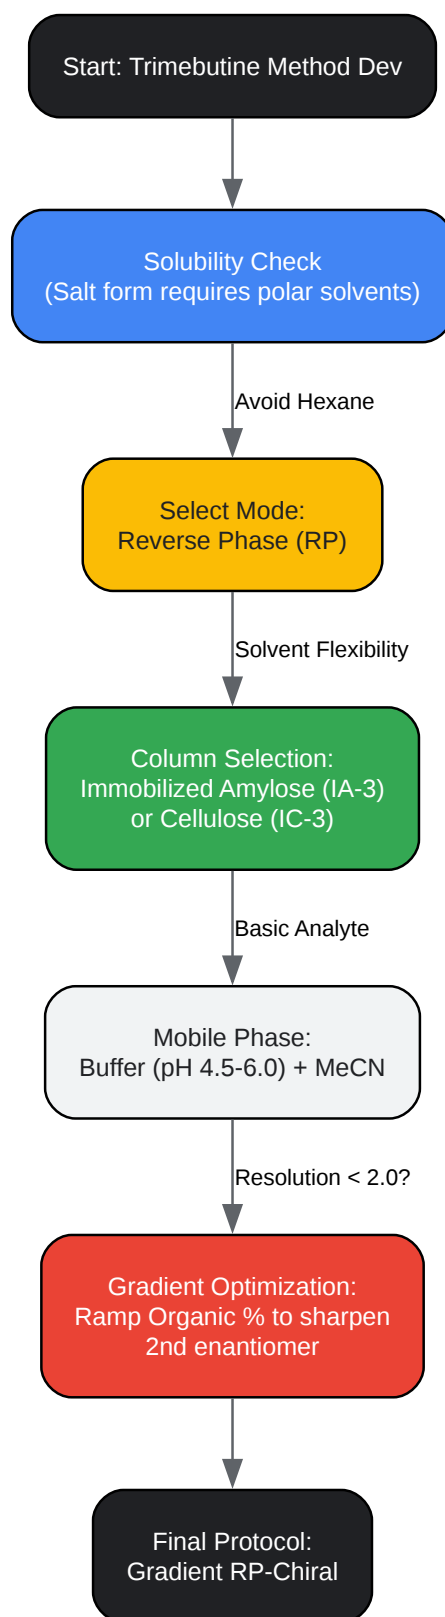 Start: Trimebutine Method Dev
Solubility Check
(Salt form requires polar solvents)
Avoid Hexane
Select Mode:
Reverse Phase (RP)
Solvent Flexibility
Column Selection:
Immobilized Amylose (IA-3)
or Cellulose (IC-3)
Basic Analyte
Mobile Phase:
Buffer (pH 4.5-6.0) + MeCN
Resolution < 2.0?
Gradient Optimization:
Ramp Organic % to sharpen
2nd enantiomer
Final Protocol:
Gradient RP-Chiral